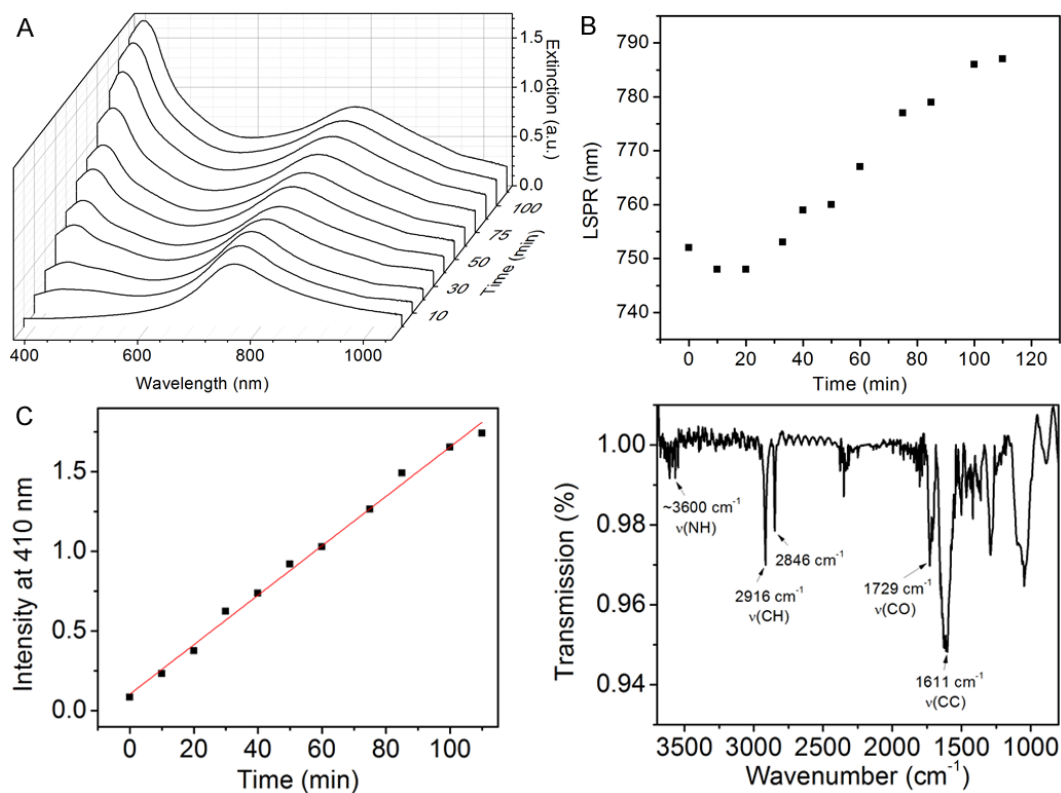 A
Extinction (a.u.)
1.5
1.0
0.5
0.0
100
75
50
30
10
Time (min)
400
600
800
1000
Wavelength (nm)
B
LSPR (nm)
790
780
770
760
750
740
0
20
40
60
80
100
120
Time (min)
C
Intensity at 410 nm
1.5
1.0
0.5
0.0
0
20
40
60
80
100
Time (min)
Transmission (%)
1.00
0.98
0.96
0.94
~3600 cm⁻¹
ν(NH)
2846 cm⁻¹
2916 cm⁻¹
ν(CH)
1729 cm⁻¹
ν(CO)
1611 cm⁻¹
ν(CC)
3500
3000
2500
2000
1500
1000
Wavenumber (cm⁻¹)